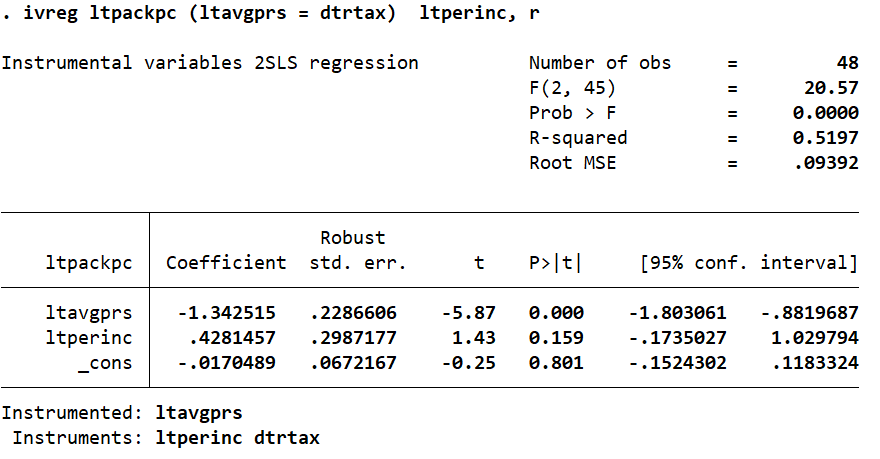 . ivreg ltpackpc (ltavgprs = dtrtax)  ltperinc, r
Instrumental variables 2SLS regression          Number of obs     =         48
                                                F(2, 45)          =      20.57
                                                Prob > F          =     0.0000
                                                R-squared         =     0.5197
                                                Root MSE          =     .09392
                             Robust
    ltpackpc   Coefficient  std. err.      t    P>|t|     [95% conf. interval]
    ltavgprs    -1.342515   .2286606    -5.87   0.000    -1.803061   -.8819687
    ltperinc     .4281457   .2987177     1.43   0.159    -.1735027    1.029794
       _cons    -.0170489   .0672167    -0.25   0.801    -.1524302    .1183324
Instrumented: ltavgprs
 Instruments: ltperinc dtrtax